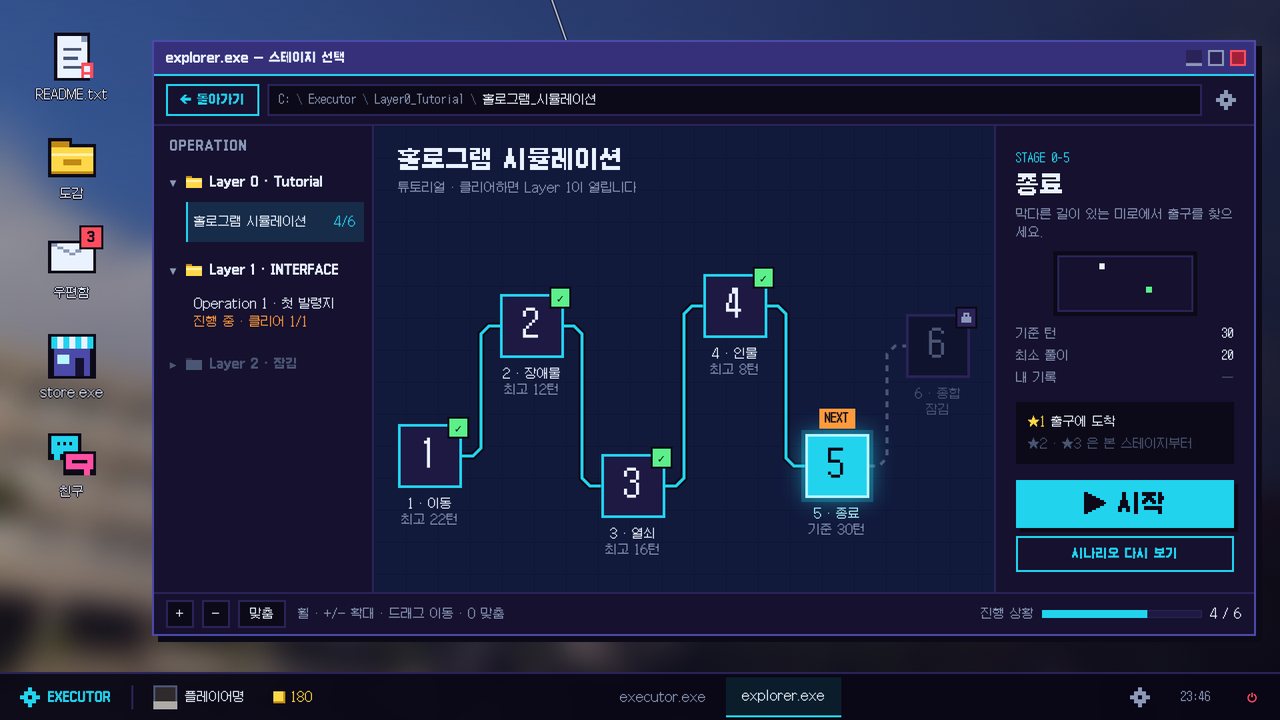 explorer.exe — 스테이지 선택
← 돌아가기
C: \ Executor \ Layer0_Tutorial \ 홀로그램_시뮬레이션
README.txt
도감
3
우편함
store.exe
친구
OPERATION
▾ Layer 0 · Tutorial
홀로그램 시뮬레이션 4/6
▾ Layer 1 · INTERFACE
Operation 1 · 첫 발령지
진행 중 · 클리어 1/1
▸ Layer 2 · 잠김
홀로그램 시뮬레이션
튜토리얼 · 클리어하면 Layer 1이 열립니다
1
1 · 이동
최고 22턴
2
2 · 장애물
최고 12턴
3
3 · 열쇠
최고 16턴
4
4 · 인물
최고 8턴
NEXT
5
5 · 종료
기준 30턴
6
6 · 종합
잠김
STAGE 0-5
종료
막다른 길이 있는 미로에서 출구를 찾으
세요.
기준 턴 30
최소 풀이 20
내 기록 —
★1 출구에 도착
★2 · ★3 은 본 스테이지부터
▶ 시작
시나리오 다시 보기
+ − 맞춤 휠 · +/− 확대 · 드래그 이동 · 0 맞춤
진행 상황 4 / 6
EXECUTOR
플레이어명
180
executor.exe
explorer.exe
23:46